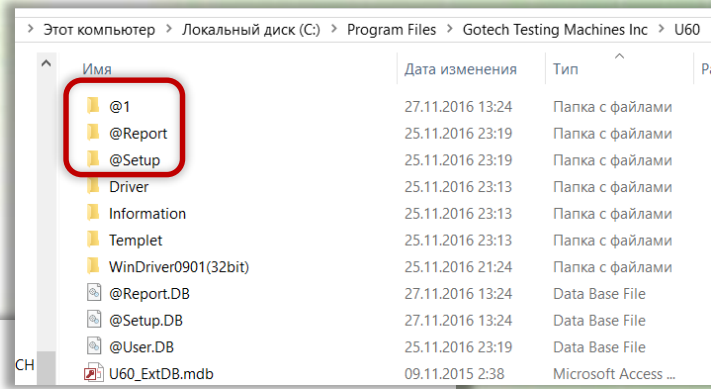 > Этот компьютер > Локальный диск (C:) > Program Files > Gotech Testing Machines Inc > U60
Имя Дата изменения Тип
@1 27.11.2016 13:24 Папка с файлами
@Report 25.11.2016 23:19 Папка с файлами
@Setup 25.11.2016 23:19 Папка с файлами
Driver 25.11.2016 23:13 Папка с файлами
Information 25.11.2016 23:13 Папка с файлами
Templet 25.11.2016 23:13 Папка с файлами
WinDriver0901(32bit) 25.11.2016 21:24 Папка с файлами
@Report.DB 27.11.2016 13:24 Data Base File
@Setup.DB 27.11.2016 13:24 Data Base File
@User.DB 25.11.2016 23:19 Data Base File
U60_ExtDB.mdb 09.11.2015 2:38 Microsoft Access ...